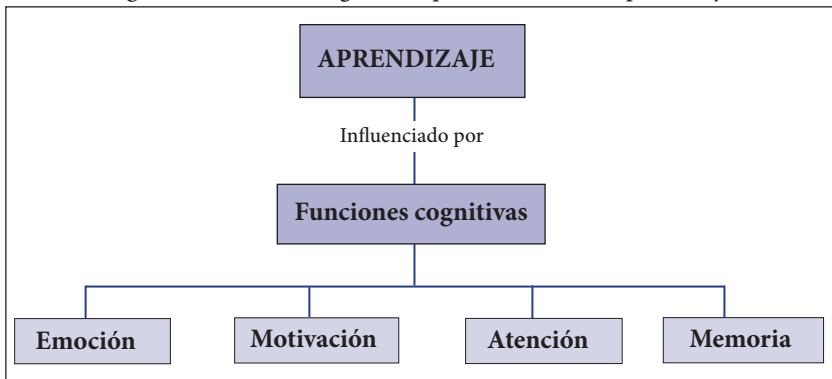 APRENDIZAJE
Influenciado por
Funciones cognitivas
Emoción Motivación Atención Memoria